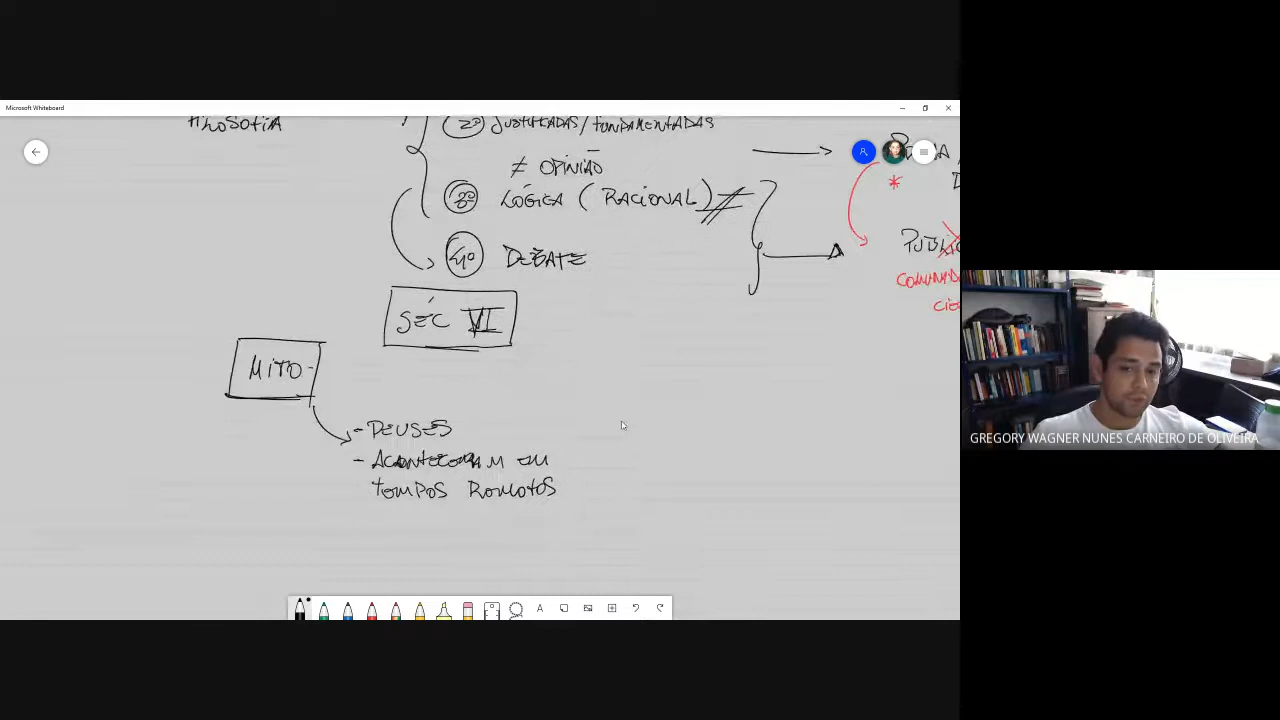 Microsoft Whiteboard
FILOSOFIA
2º JUSTIFICADAS/FUNDAMENTADAS
≠ OPINIÃO
3º LÓGICA (RACIONAL)
4º DEBATE
SÉC VI
MITO
- DEUSES
- ACONTECERAM EM
TEMPOS REMOTOS
*
GREGORY WAGNER NUNES CARNEIRO DE OLIVEIRA
A